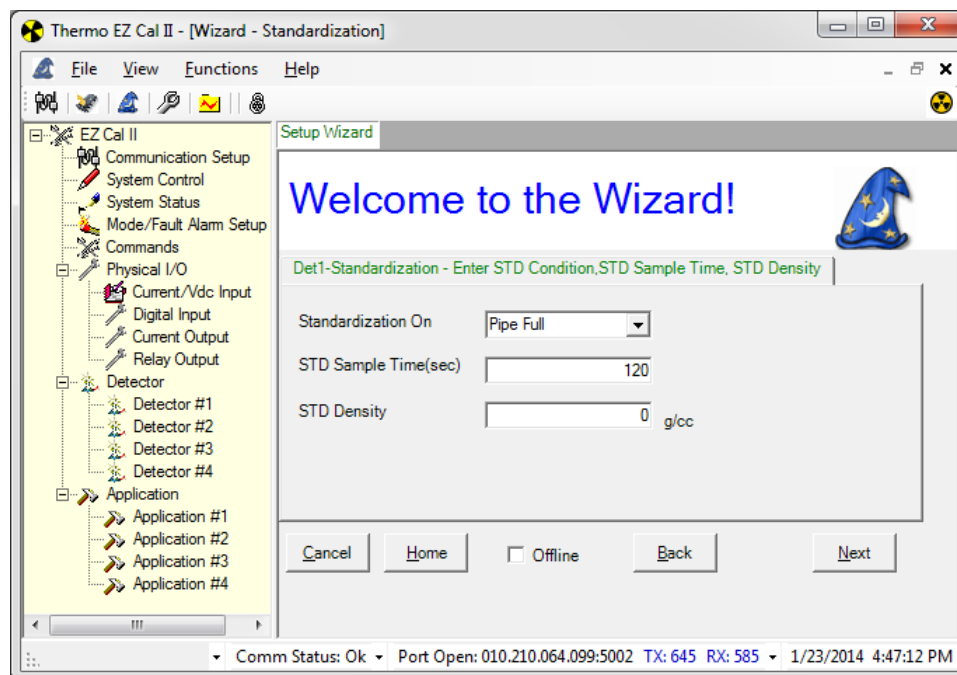 Thermo EZ Cal II - [Wizard - Standardization]
File View Functions Help
EZ Cal II
Communication Setup
System Control
System Status
Mode/Fault Alarm Setup
Commands
Physical I/O
Current/Vdc Input
Digital Input
Current Output
Relay Output
Detector
Detector #1
Detector #2
Detector #3
Detector #4
Application
Application #1
Application #2
Application #3
Application #4
Setup Wizard
Welcome to the Wizard!
Det1-Standardization - Enter STD Condition,STD Sample Time, STD Density
Standardization On Pipe Full
STD Sample Time(sec) 120
STD Density 0 g/cc
Cancel Home Offline Back Next
Comm Status: Ok Port Open: 010.210.064.099:5002 TX: 645 RX: 585 1/23/2014 4:47:12 PM